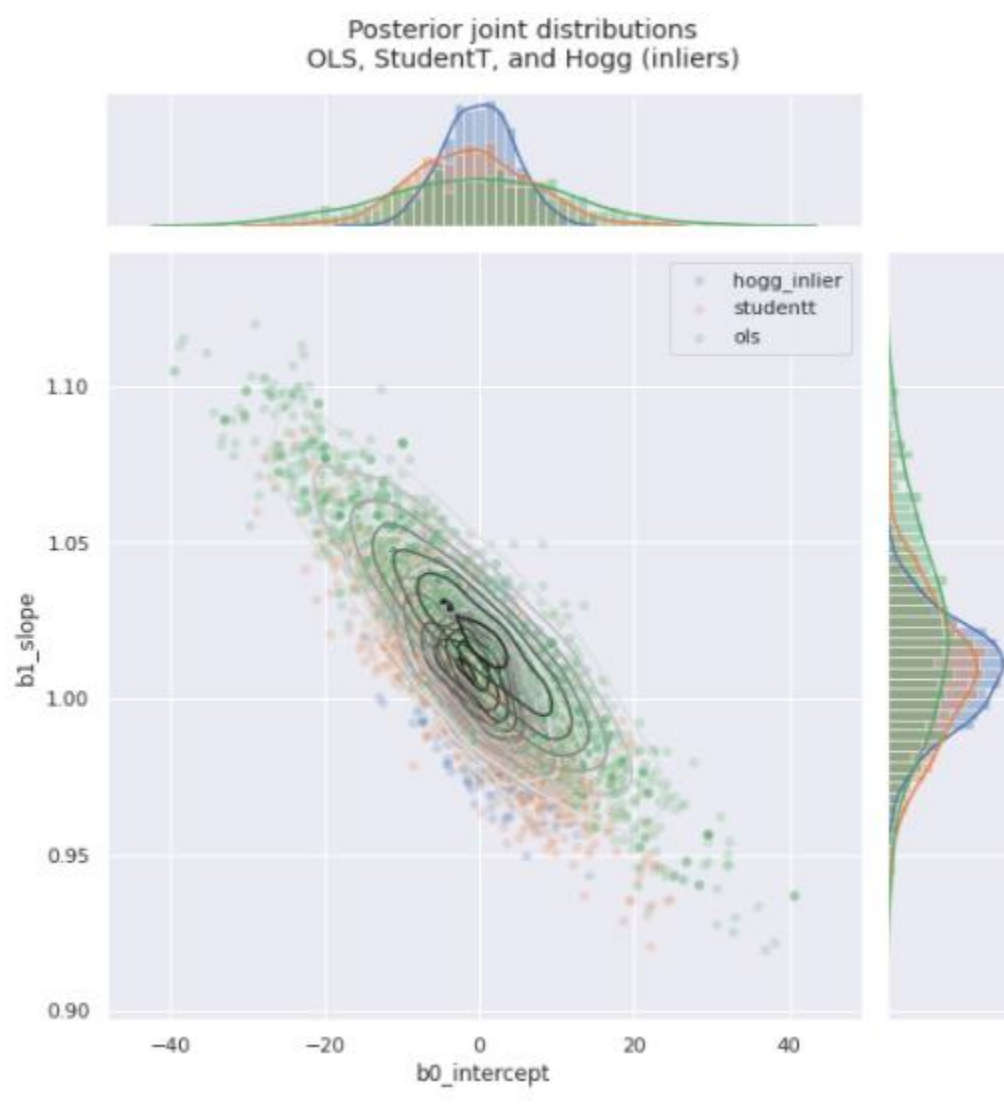 Posterior joint distributions
OLS, StudentT, and Hogg (inliers)
hogg_inlier
studentt
ols
1.10
1.05
1.00
0.95
0.90
b1_slope
−40
−20
0
20
40
b0_intercept